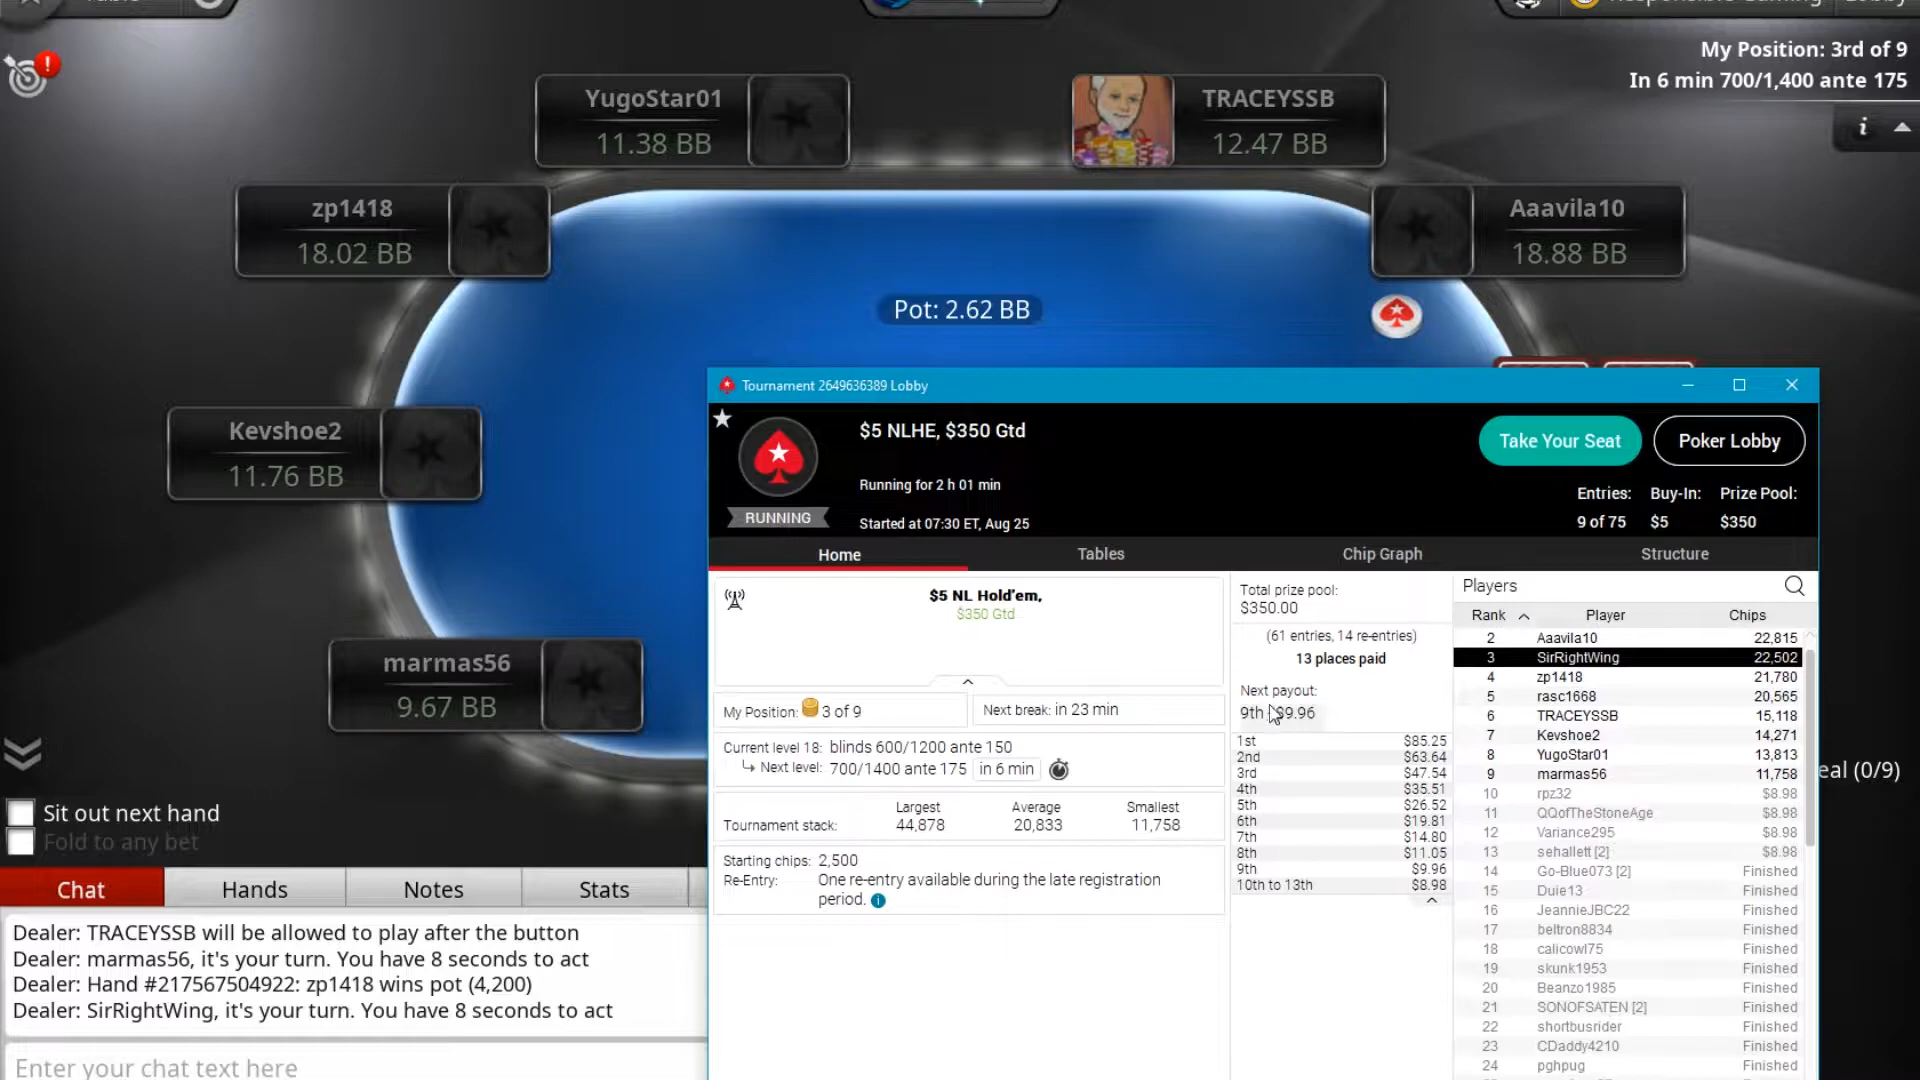 My Position: 3rd of 9
In 6 min 700/1,400 ante 175
YugoStar01
11.38 BB
TRACEYSSB
12.47 BB
zp1418
18.02 BB
Aaavila10
18.88 BB
Pot: 2.62 BB
Kevshoe2
11.76 BB
marmas56
9.67 BB
Sit out next hand
Fold to any bet
eal (0/9)
Chat Hands Notes Stats
Dealer: TRACEYSSB will be allowed to play after the button
Dealer: marmas56, it's your turn. You have 8 seconds to act
Dealer: Hand #217567504922: zp1418 wins pot (4,200)
Dealer: SirRightWing, it's your turn. You have 8 seconds to act
Enter your chat text here
Tournament 2649636389 Lobby
$5 NLHE, $350 Gtd
Take Your Seat
Poker Lobby
Running for 2 h 01 min
RUNNING
Started at 07:30 ET, Aug 25
Entries: Buy-In: Prize Pool:
9 of 75 $5 $350
Home Tables Chip Graph Structure
$5 NL Hold'em,
$350 Gtd
My Position: 3 of 9
Next break: in 23 min
Current level 18: blinds 600/1200 ante 150
Next level: 700/1400 ante 175 in 6 min
Largest Average Smallest
Tournament stack: 44,878 20,833 11,758
Starting chips: 2,500
Re-Entry: One re-entry available during the late registration
period.
Total prize pool:
$350.00
(61 entries, 14 re-entries)
13 places paid
Next payout:
9th $9.96
1st $85.25
2nd $63.64
3rd $47.54
4th $35.51
5th $26.52
6th $19.81
7th $14.80
8th $11.05
9th $9.96
10th to 13th $8.98
Players
Rank Player Chips
2 Aaavila10 22,815
3 SirRightWing 22,502
4 zp1418 21,780
5 rasc1668 20,565
6 TRACEYSSB 15,118
7 Kevshoe2 14,271
8 YugoStar01 13,813
9 marmas56 11,758
10 rpz32 $8.98
11 QQofTheStoneAge $8.98
12 Variance295 $8.98
13 sehallett [2] $8.98
14 Go-Blue073 [2] Finished
15 Duie13 Finished
16 JeannieJBC22 Finished
17 beltron8834 Finished
18 calicowl75 Finished
19 skunk1953 Finished
20 Beanzo1985 Finished
21 SONOFSATEN [2] Finished
22 shortbusrider Finished
23 CDaddy4210 Finished
24 pghpug Finished